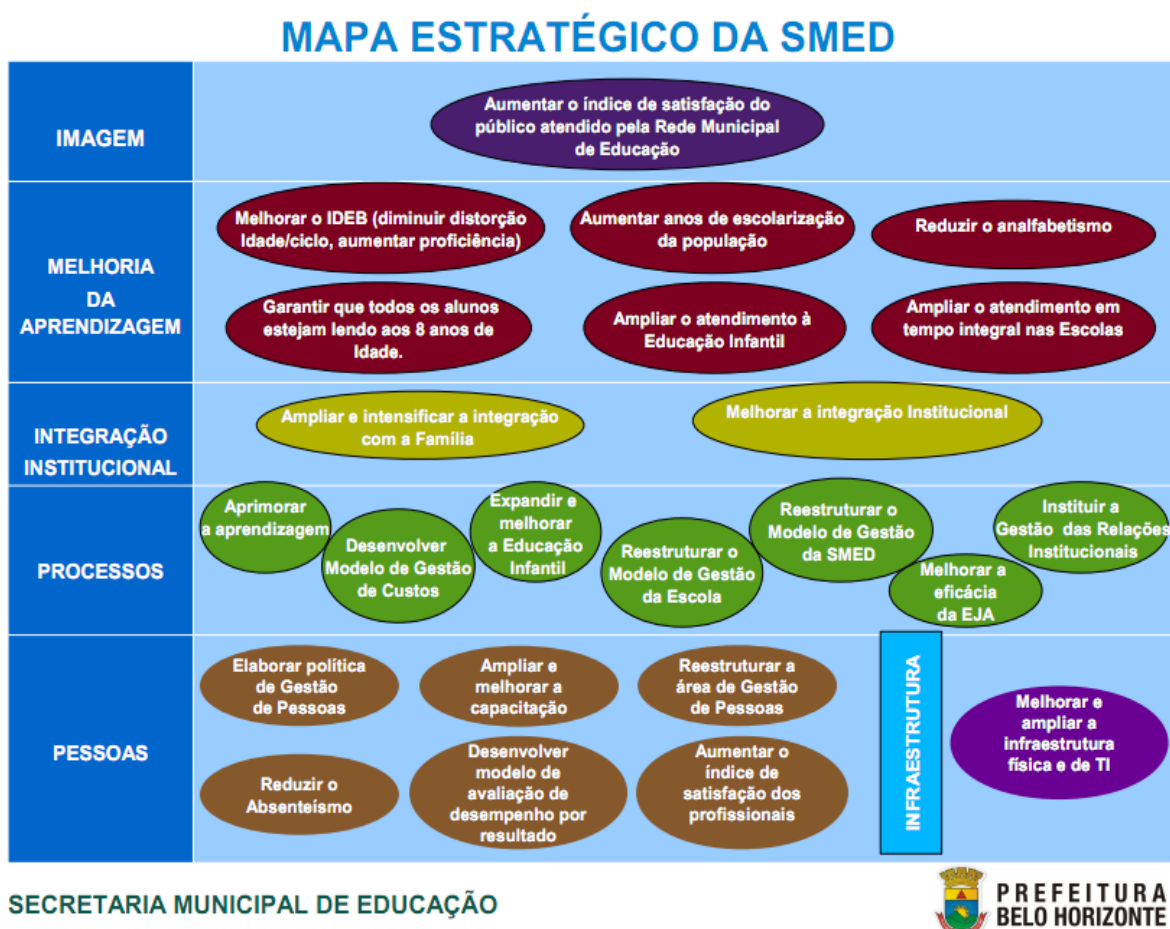 MAPA ESTRATÉGICO DA SMED
IMAGEM
Aumentar o índice de satisfação do
público atendido pela Rede Municipal
de Educação
MELHORIA
DA
APRENDIZAGEM
Melhorar o IDEB (diminuir distorção
Idade/ciclo, aumentar proficiência)
Aumentar anos de escolarização
da população
Reduzir o analfabetismo
Garantir que todos os alunos
estejam lendo aos 8 anos de
Idade.
Ampliar o atendimento à
Educação Infantil
Ampliar o atendimento em
tempo integral nas Escolas
INTEGRAÇÃO
INSTITUCIONAL
Ampliar e intensificar a integração
com a Família
Melhorar a integração Institucional
PROCESSOS
Aprimorar
a aprendizagem
Desenvolver
Modelo de Gestão
de Custos
Expandir e
melhorar
a Educação
Infantil
Reestruturar o
Modelo de Gestão
da Escola
Reestruturar o
Modelo de Gestão
da SMED
Melhorar a
eficácia
da EJA
Instituir a
Gestão das Relações
Institucionais
PESSOAS
Elaborar política
de Gestão
de Pessoas
Ampliar e
melhorar a
capacitação
Reestruturar a
área de Gestão
de Pessoas
Reduzir o
Absenteísmo
Desenvolver
modelo de
avaliação de
desempenho por
resultado
Aumentar o
índice de
satisfação dos
profissionais
INFRAESTRUTURA
Melhorar e
ampliar a
infraestrutura
física e de TI
SECRETARIA MUNICIPAL DE EDUCAÇÃO
PREFEITURA
BELO HORIZONTE